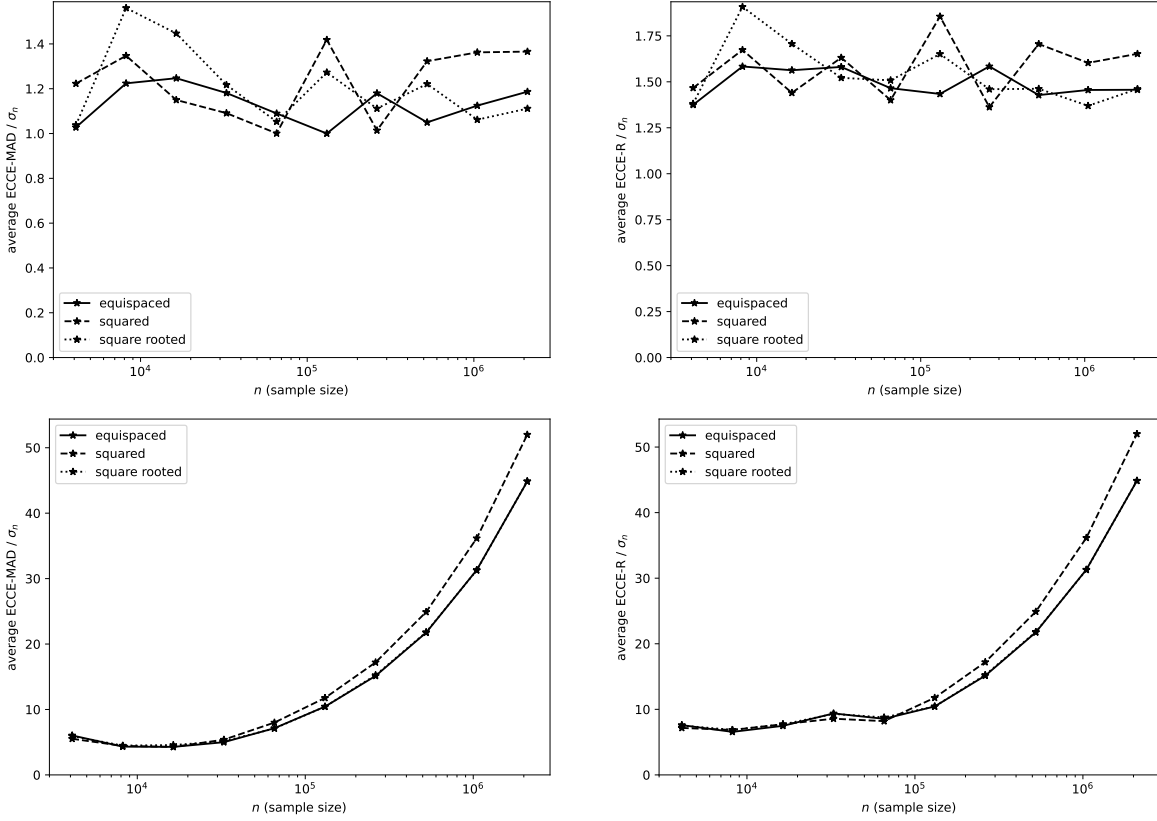 1.4
1.2
1.0
0.8
0.6
0.4
0.2
0.0
average ECCE-MAD / σn
equispaced
squared
square rooted
10^4
10^5
10^6
n (sample size)
1.75
1.50
1.25
1.00
0.75
0.50
0.25
0.00
average ECCE-R / σn
equispaced
squared
square rooted
10^4
10^5
10^6
n (sample size)
50
40
30
20
10
0
average ECCE-MAD / σn
equispaced
squared
square rooted
10^4
10^5
10^6
n (sample size)
50
40
30
20
10
0
average ECCE-R / σn
equispaced
squared
square rooted
10^4
10^5
10^6
n (sample size)